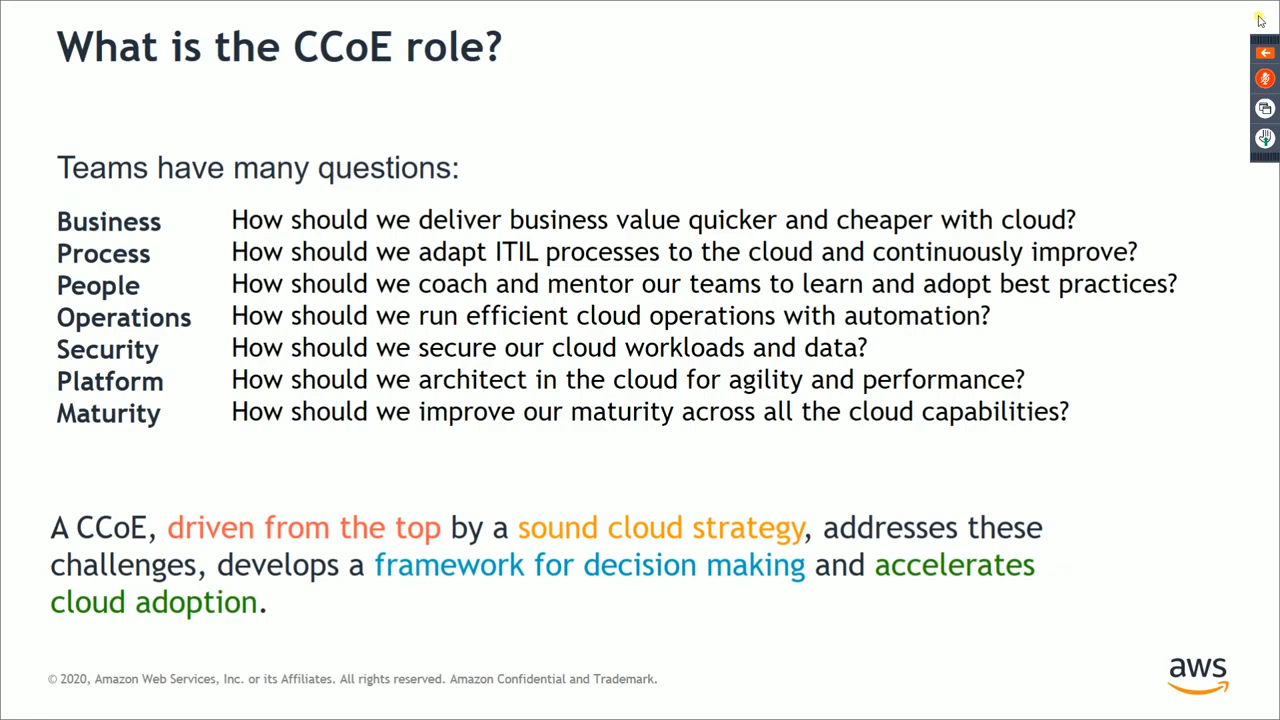 What is the CCoE role?
Teams have many questions:
Business How should we deliver business value quicker and cheaper with cloud?
Process How should we adapt ITIL processes to the cloud and continuously improve?
People How should we coach and mentor our teams to learn and adopt best practices?
Operations How should we run efficient cloud operations with automation?
Security How should we secure our cloud workloads and data?
Platform How should we architect in the cloud for agility and performance?
Maturity How should we improve our maturity across all the cloud capabilities?
A CCoE, driven from the top by a sound cloud strategy, addresses these
challenges, develops a framework for decision making and accelerates
cloud adoption.
© 2020, Amazon Web Services, Inc. or its Affiliates. All rights reserved. Amazon Confidential and Trademark.
aws